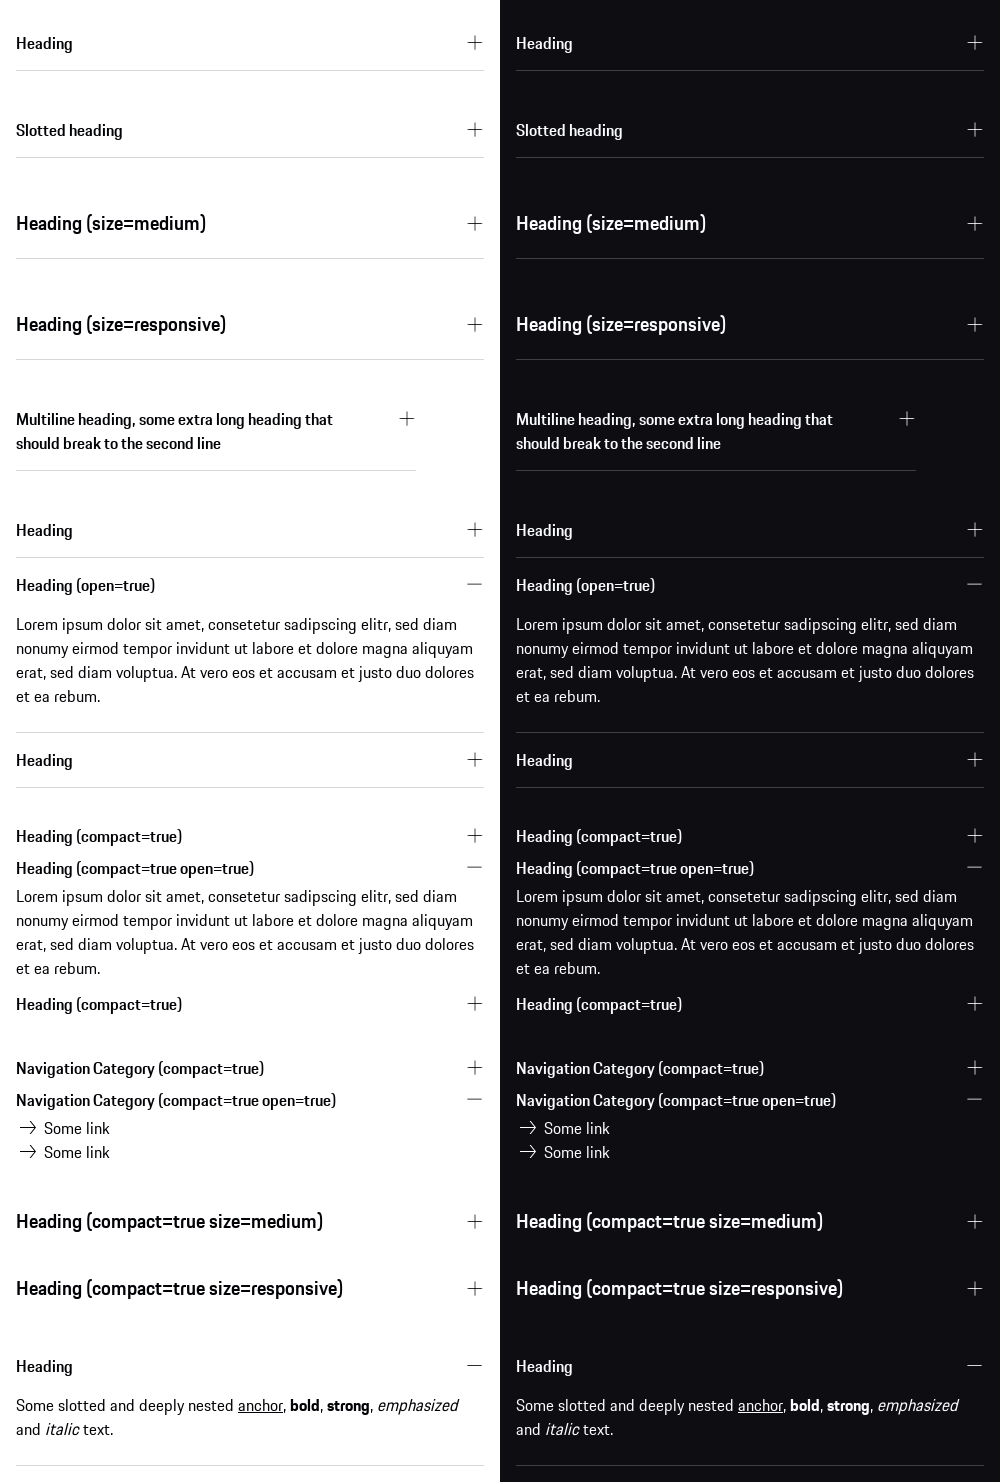 Heading
Slotted heading
Heading (size=medium)
Heading (size=responsive)
Multiline heading, some extra long heading that
should break to the second line
Heading
Heading (open=true)
Lorem ipsum dolor sit amet, consetetur sadipscing elitr, sed diam
nonumy eirmod tempor invidunt ut labore et dolore magna aliquyam
erat, sed diam voluptua. At vero eos et accusam et justo duo dolores
et ea rebum.
Heading
Heading (compact=true)
Heading (compact=true open=true)
Lorem ipsum dolor sit amet, consetetur sadipscing elitr, sed diam
nonumy eirmod tempor invidunt ut labore et dolore magna aliquyam
erat, sed diam voluptua. At vero eos et accusam et justo duo dolores
et ea rebum.
Heading (compact=true)
Navigation Category (compact=true)
Navigation Category (compact=true open=true)
Some link
Some link
Heading (compact=true size=medium)
Heading (compact=true size=responsive)
Heading
Some slotted and deeply nested anchor, bold, strong, emphasized
and italic text.
Heading
Slotted heading
Heading (size=medium)
Heading (size=responsive)
Multiline heading, some extra long heading that
should break to the second line
Heading
Heading (open=true)
Lorem ipsum dolor sit amet, consetetur sadipscing elitr, sed diam
nonumy eirmod tempor invidunt ut labore et dolore magna aliquyam
erat, sed diam voluptua. At vero eos et accusam et justo duo dolores
et ea rebum.
Heading
Heading (compact=true)
Heading (compact=true open=true)
Lorem ipsum dolor sit amet, consetetur sadipscing elitr, sed diam
nonumy eirmod tempor invidunt ut labore et dolore magna aliquyam
erat, sed diam voluptua. At vero eos et accusam et justo duo dolores
et ea rebum.
Heading (compact=true)
Navigation Category (compact=true)
Navigation Category (compact=true open=true)
Some link
Some link
Heading (compact=true size=medium)
Heading (compact=true size=responsive)
Heading
Some slotted and deeply nested anchor, bold, strong, emphasized
and italic text.